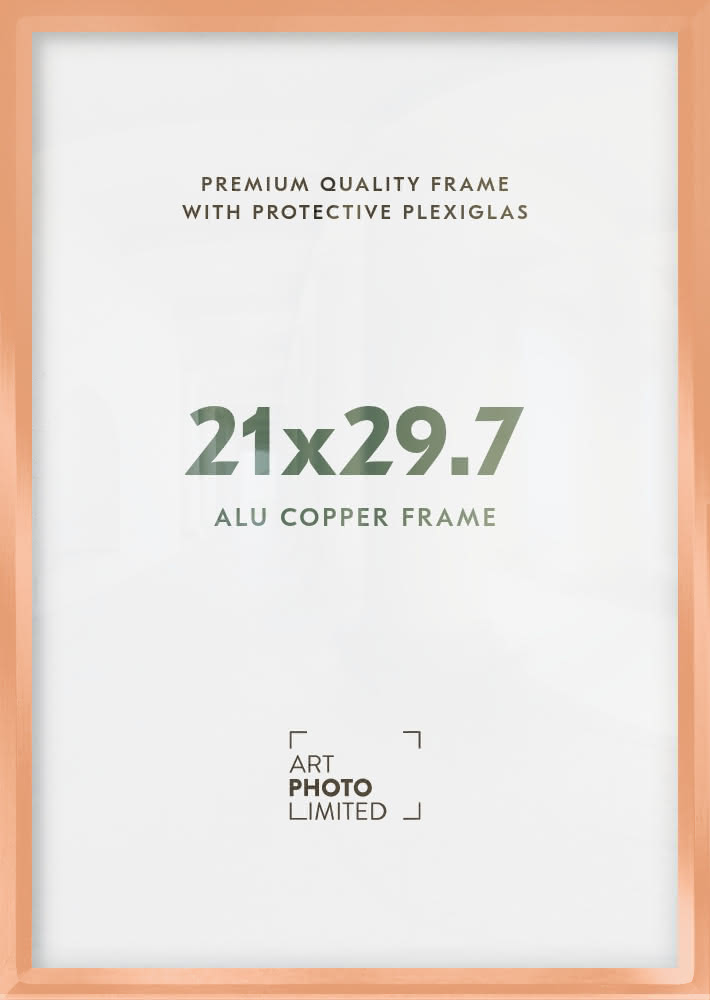 PREMIUM QUALITY FRAME
WITH PROTECTIVE PLEXIGLAS
21x29.7
ALU COPPER FRAME
ART
PHOTO
LIMITED